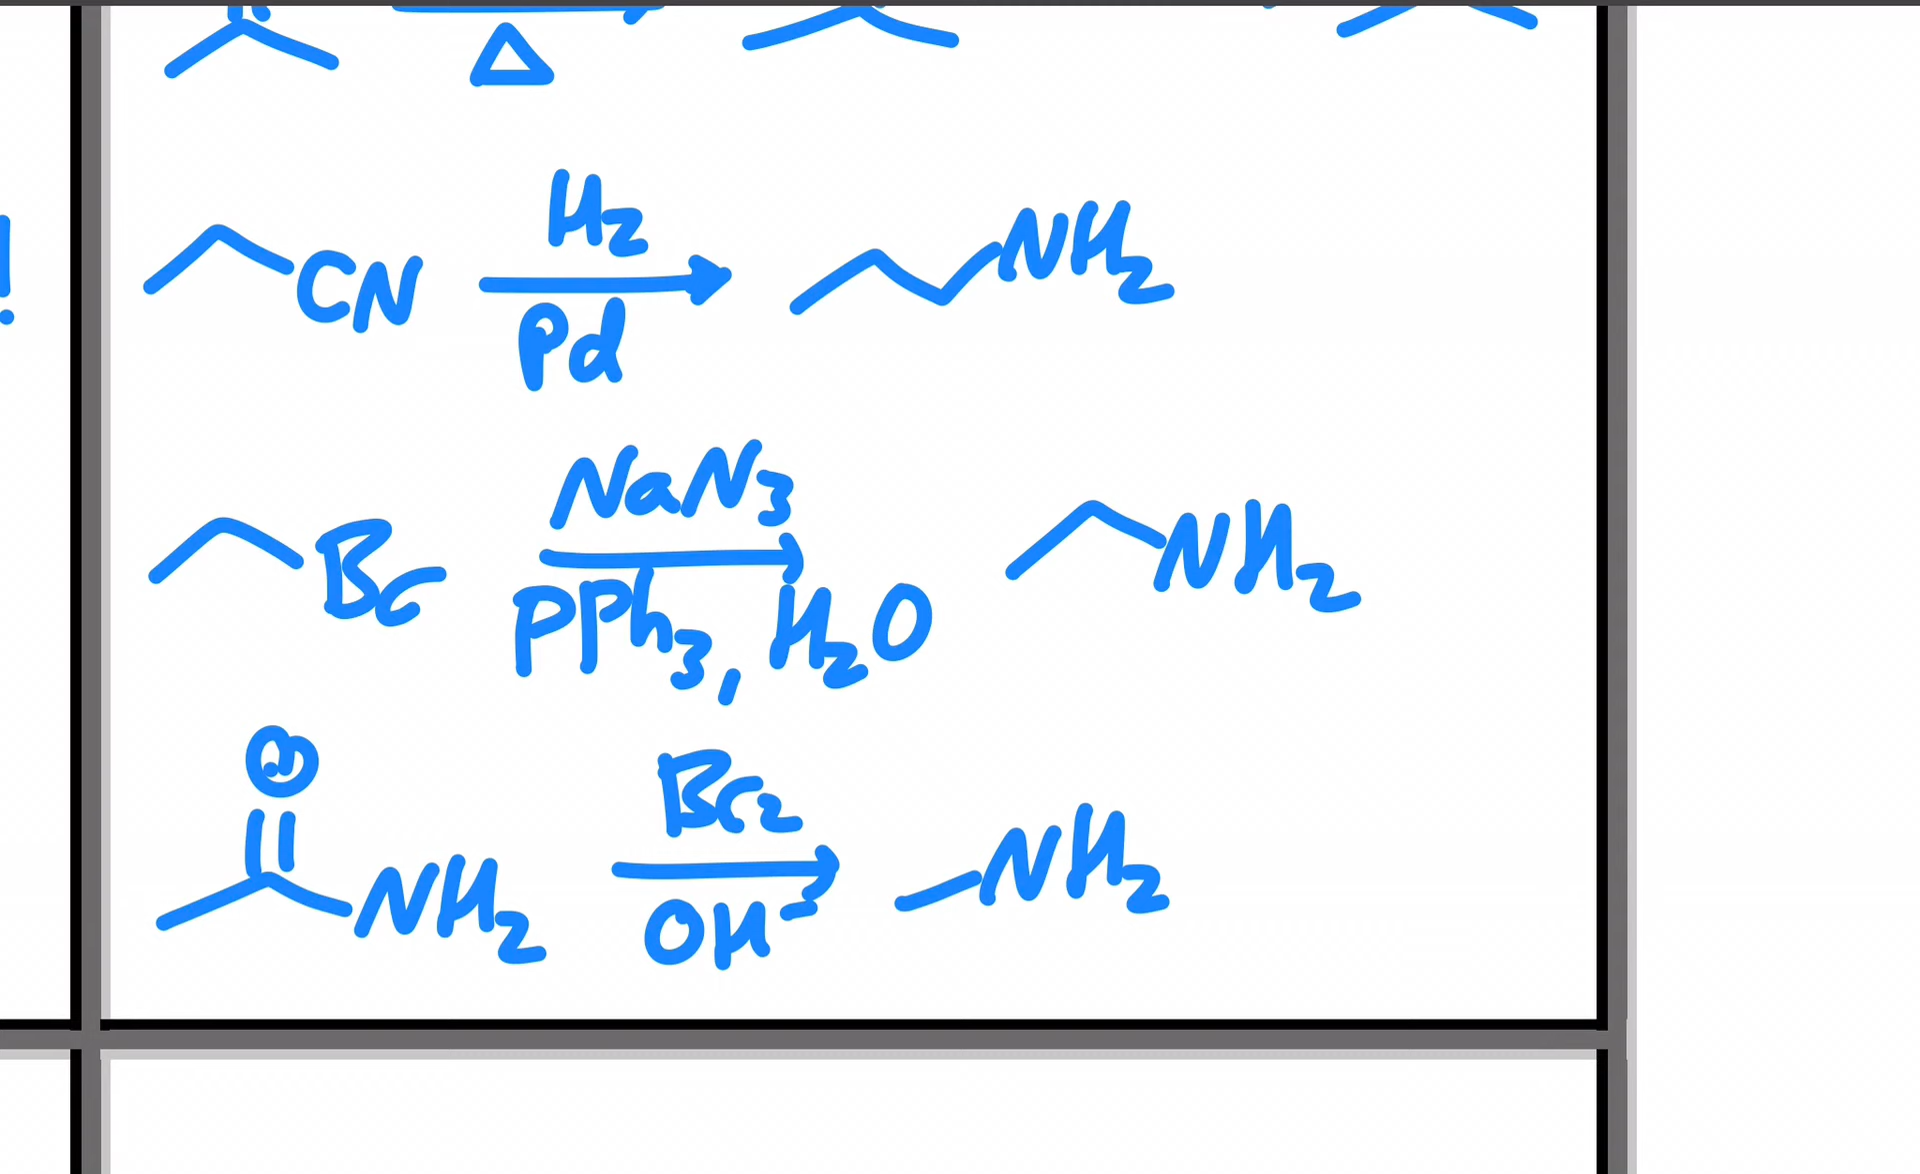 !
Δ
H2
CN NH2
Pd
NaN3
Br NH2
PPh3, H2O
O
Br2
NH2 NH2
OH-